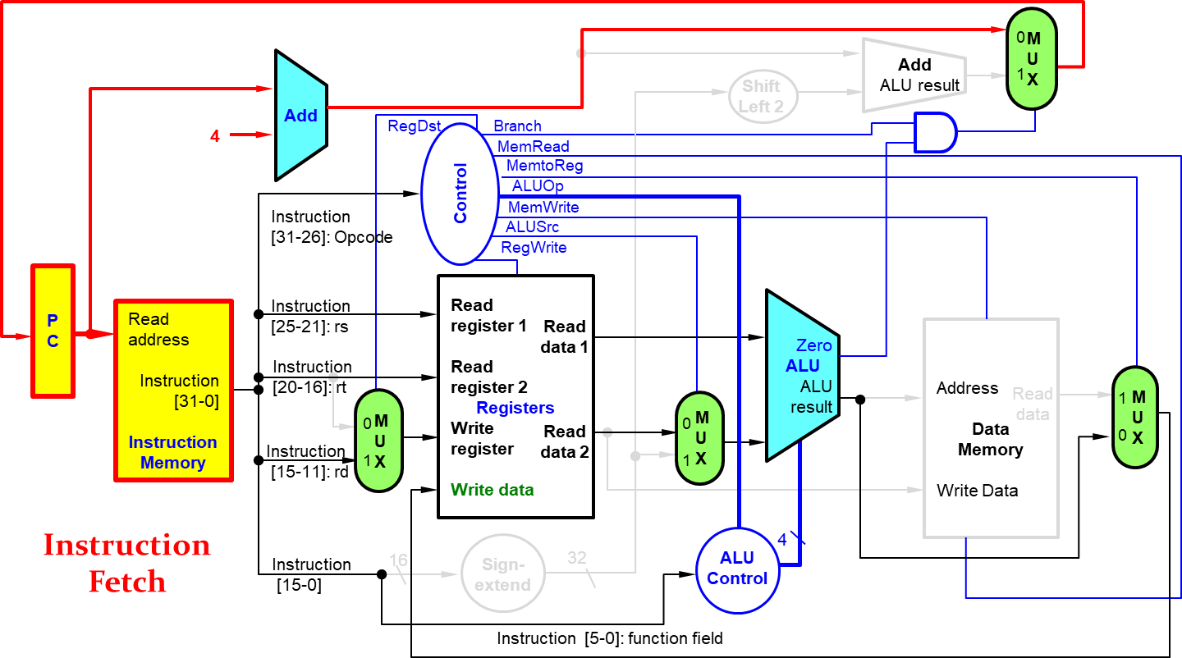 0 M
U
1 X
Add
ALU result
Shift
Left 2
Add
4
RegDst
Branch
MemRead
MemtoReg
ALUOp
MemWrite
ALUSrc
RegWrite
Control
Instruction
[31-26]: Opcode
P
C
Read
address
Instruction
[31-0]
Instruction
Memory
Instruction
[25-21]: rs
Instruction
[20-16]: rt
Instruction
[15-11]: rd
0 M
U
1 X
Read
register 1
Read
data 1
Read
register 2
Registers
Write
register
Read
data 2
Write data
0 M
U
1 X
Zero
ALU
ALU
result
Address
Read
data
Data
Memory
Write Data
1 M
U
0 X
Instruction
Fetch
Instruction
[15-0]
16
Sign-
extend
32
ALU
Control
4
Instruction [5-0]: function field